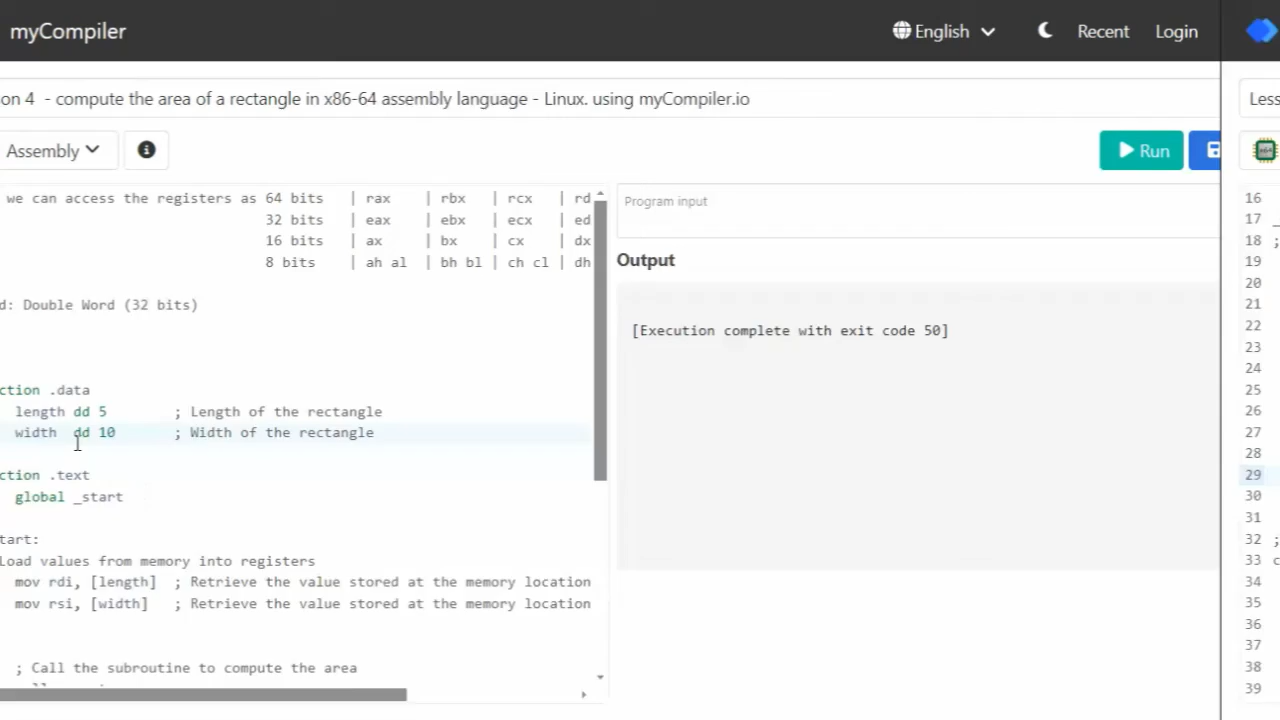 myCompiler English Recent Login
on 4 - compute the area of a rectangle in x86-64 assembly language - Linux. using myCompiler.io Less
Assembly Run
we can access the registers as 64 bits | rax | rbx | rcx | rd
32 bits | eax | ebx | ecx | ed
16 bits | ax | bx | cx | dx
8 bits | ah al | bh bl | ch cl | dh
d: Double Word (32 bits)
ction .data
length dd 5 ; Length of the rectangle
width dd 10 ; Width of the rectangle
ction .text
global _start
tart:
Load values from memory into registers
mov rdi, [length] ; Retrieve the value stored at the memory location
mov rsi, [width] ; Retrieve the value stored at the memory location
; Call the subroutine to compute the area
Program input
Output
[Execution complete with exit code 50]
16
17 _
18 ;
19
20
21
22
23
24
25
26
27
28
29
30
31
32 ;
33 c
34
35
36
37
38
39